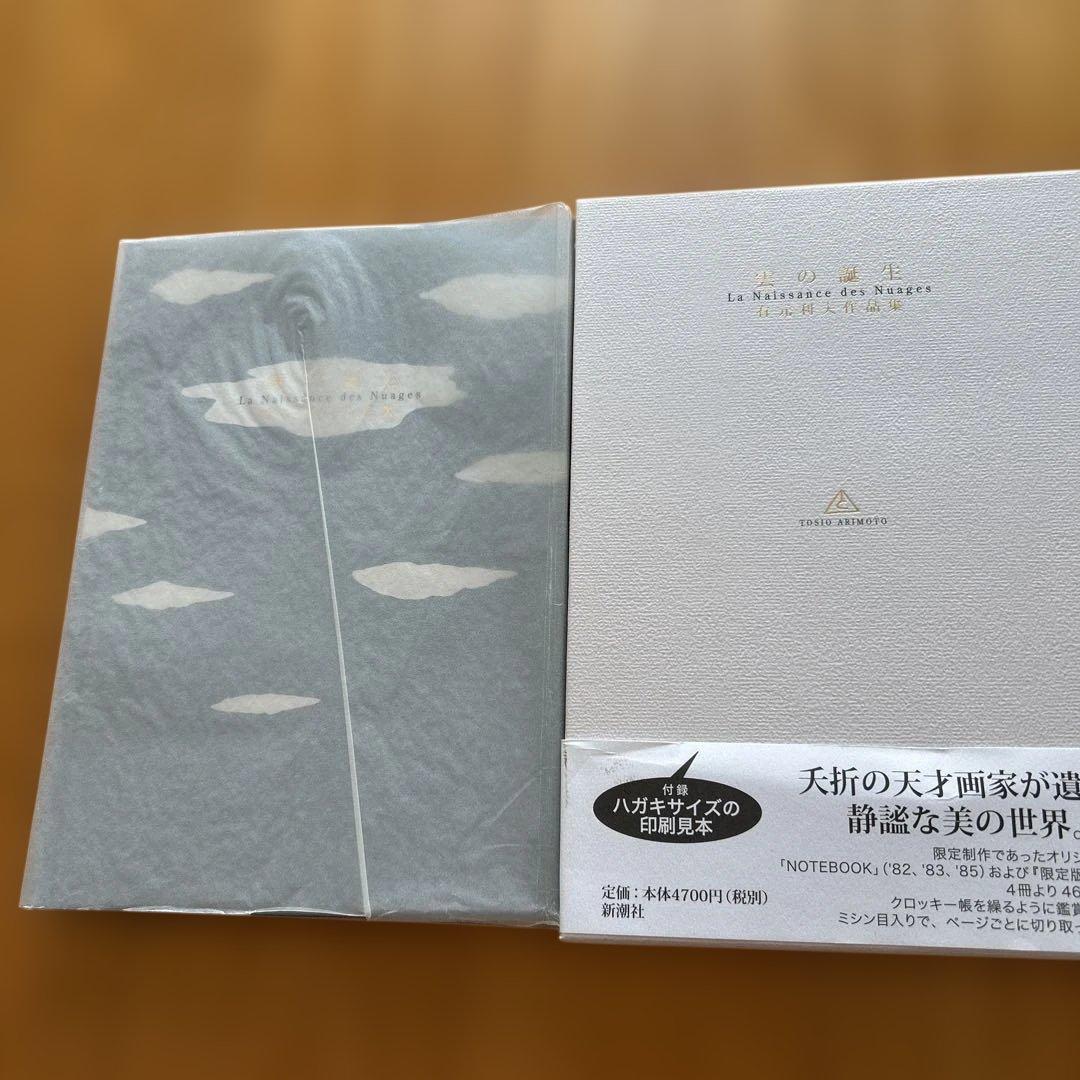 La Naissance des Nuages
雲の誕生
La Naissance des Nuages
有元利夫作品集
TOSIO ARIMOTO
付録
ハガキサイズの
印刷見本
夭折の天才画家が遺
静謐な美の世界。
限定制作であったオリジ
「NOTEBOOK」('82、'83、'85)および『限定版
4冊より46
クロッキー帳を繰るように鑑賞
ミシン目入りで、ページごとに切り取っ
定価：本体4700円(税別)
新潮社